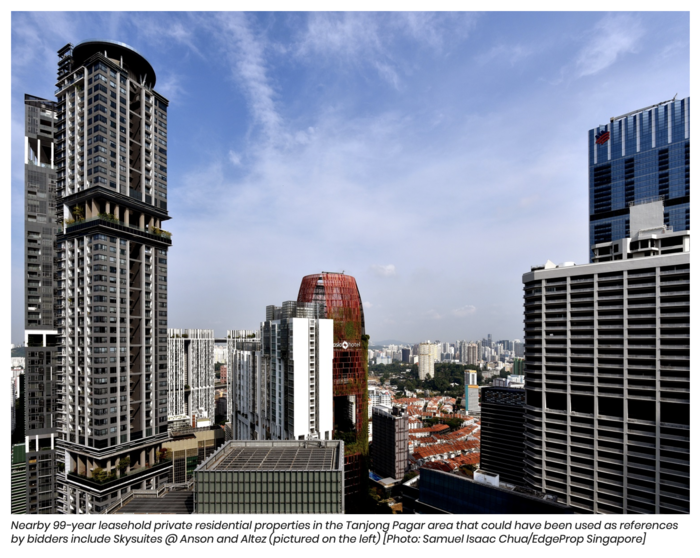 hotel
Nearby 99-year leasehold private residential properties in the Tanjong Pagar area that could have been used as references
by bidders include Skysuites @ Anson and Altez (pictured on the left) [Photo: Samuel Isaac Chua/EdgeProp Singapore]